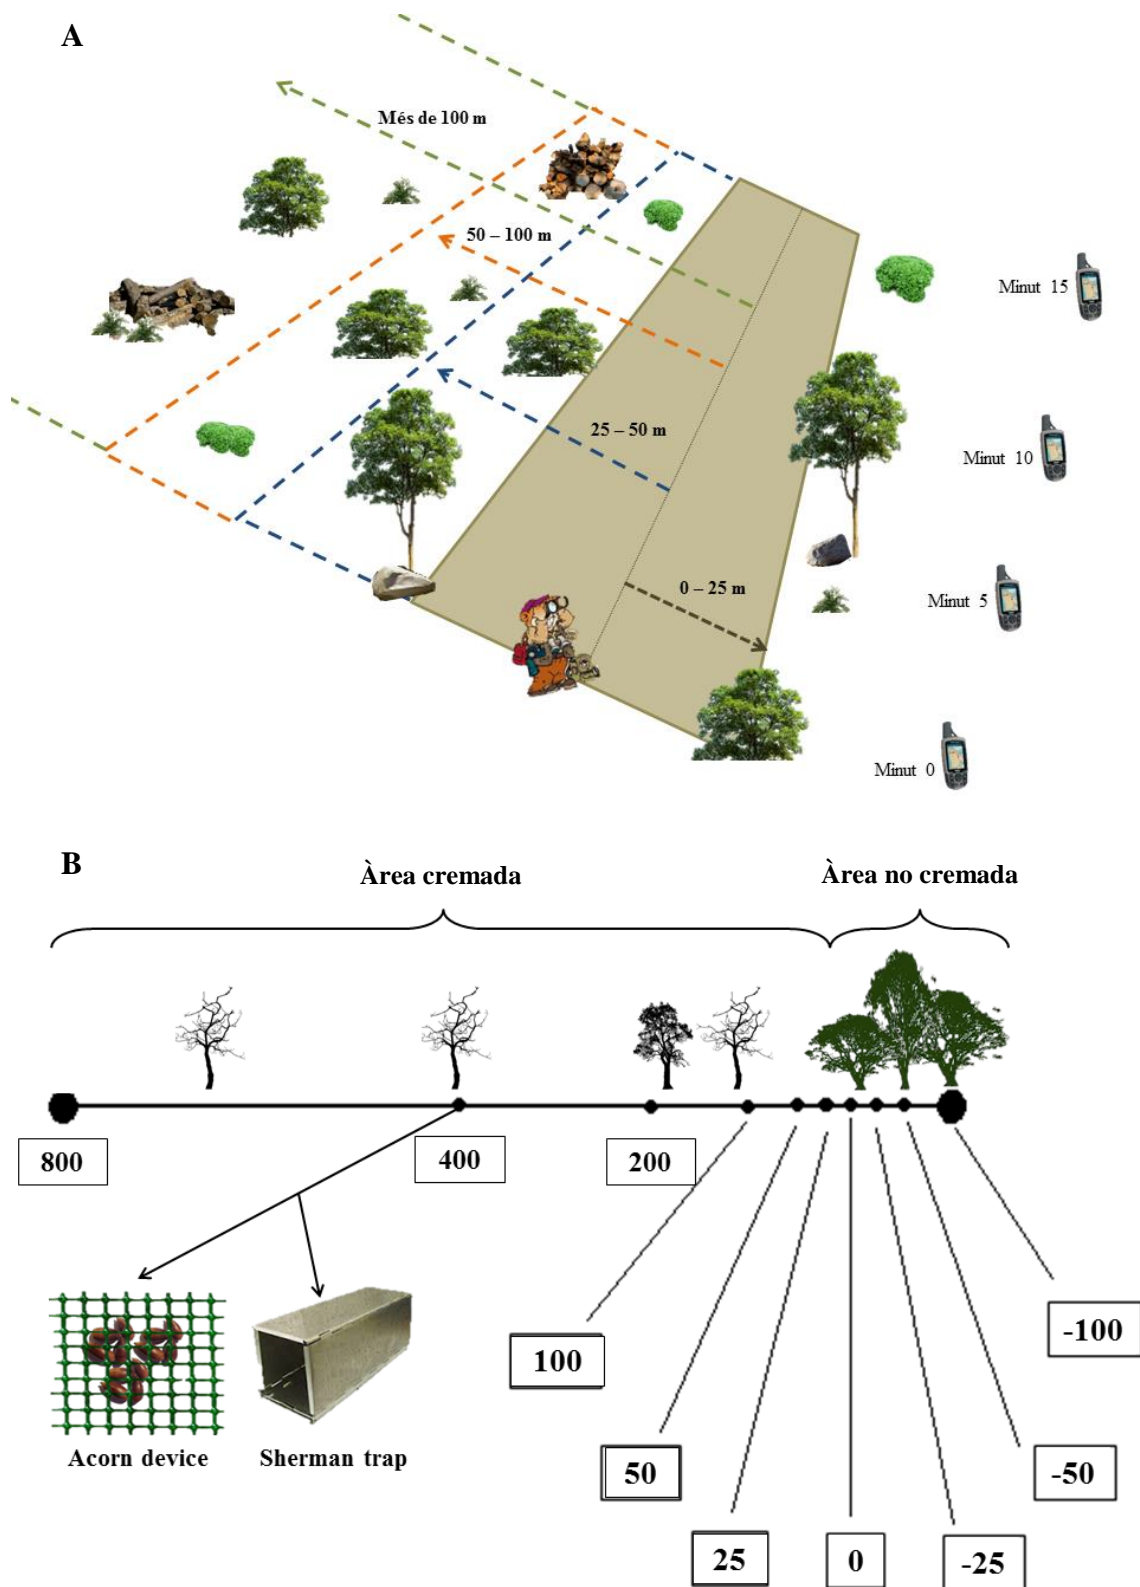 A
Més de 100 m
50 – 100 m
25 – 50 m
0 – 25 m
Minut 15
Minut 10
Minut 5
Minut 0
B
Àrea cremada
Àrea no cremada
800
400
200
100
50
25
0
-25
-50
-100
Acorn device
Sherman trap